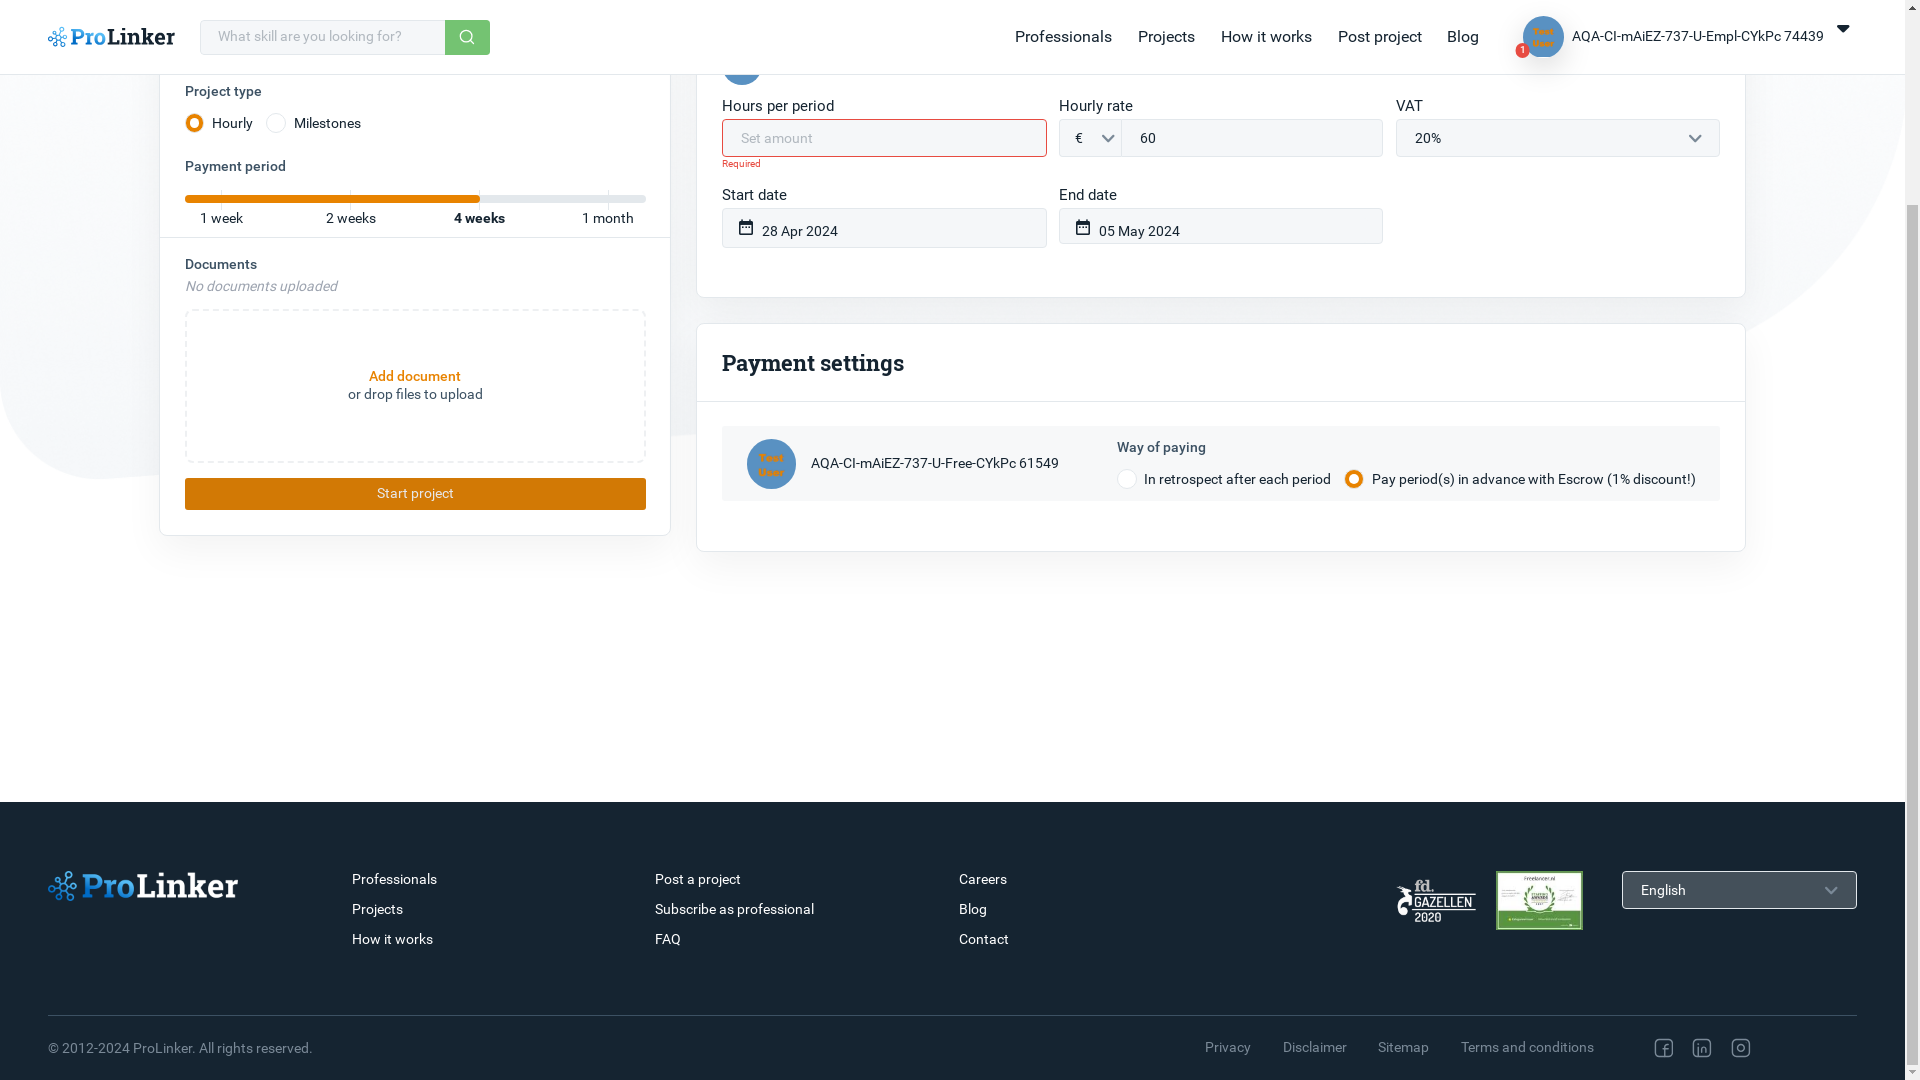 ProLinker
What skill are you looking for?
Professionals
Projects
How it works
Post project
Blog
Test
User
1
AQA-CI-mAiEZ-737-U-Empl-CYkPc 74439
Project type
Hourly
Milestones
Payment period
1 week
2 weeks
4 weeks
1 month
Documents
No documents uploaded
Add document
or drop files to upload
Start project
Hours per period
Hourly rate
VAT
Set amount
€
60
20%
Required
Start date
End date
28 Apr 2024
05 May 2024
Payment settings
Test
User
AQA-CI-mAiEZ-737-U-Free-CYkPc 61549
Way of paying
In retrospect after each period
Pay period(s) in advance with Escrow (1% discount!)
ProLinker
Professionals
Projects
How it works
Post a project
Subscribe as professional
FAQ
Careers
Blog
Contact
fd.
GAZELLEN
2020
Freelancer.nl
English
© 2012-2024 ProLinker. All rights reserved.
Privacy
Disclaimer
Sitemap
Terms and conditions